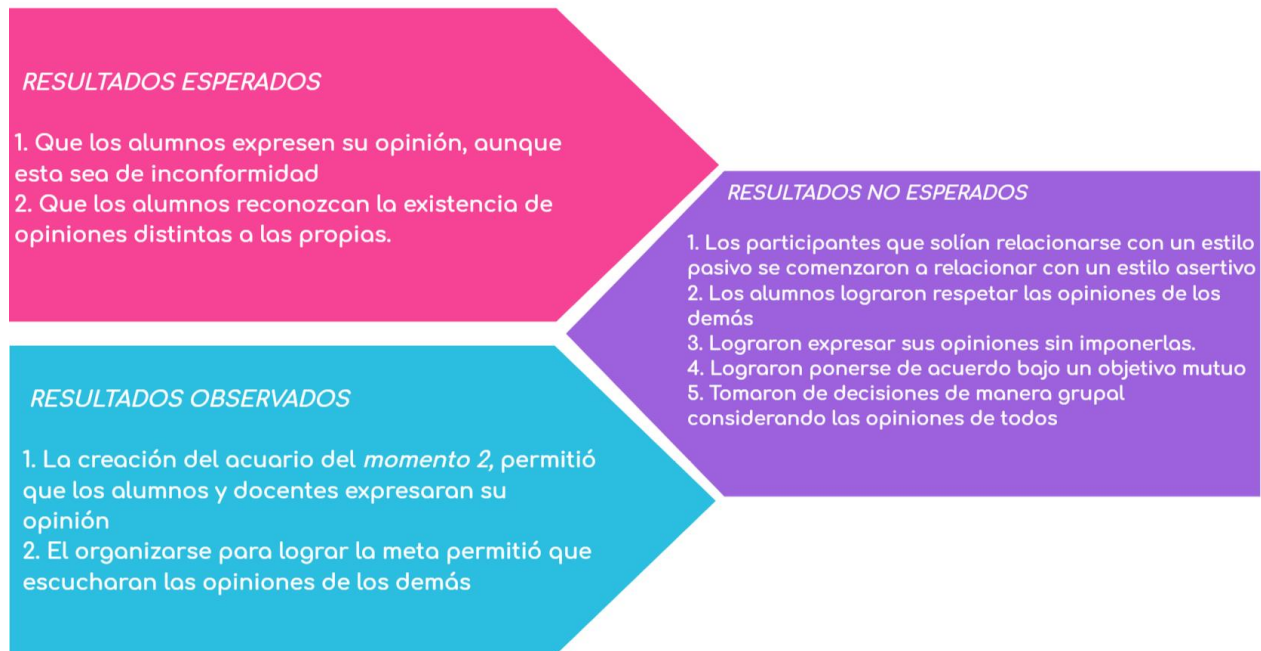 RESULTADOS ESPERADOS
1. Que los alumnos expresen su opinión, aunque
esta sea de inconformidad
2. Que los alumnos reconozcan la existencia de
opiniones distintas a las propias.
RESULTADOS NO ESPERADOS
1. Los participantes que solían relacionarse con un estilo
pasivo se comenzaron a relacionar con un estilo asertivo
2. Los alumnos lograron respetar las opiniones de los
demás
3. Lograron expresar sus opiniones sin imponerlas.
4. Lograron ponerse de acuerdo bajo un objetivo mutuo
5. Tomaron de decisiones de manera grupal
considerando las opiniones de todos
RESULTADOS OBSERVADOS
1. La creación del acuario del momento 2, permitió
que los alumnos y docentes expresaran su
opinión
2. El organizarse para lograr la meta permitió que
escucharan las opiniones de los demás